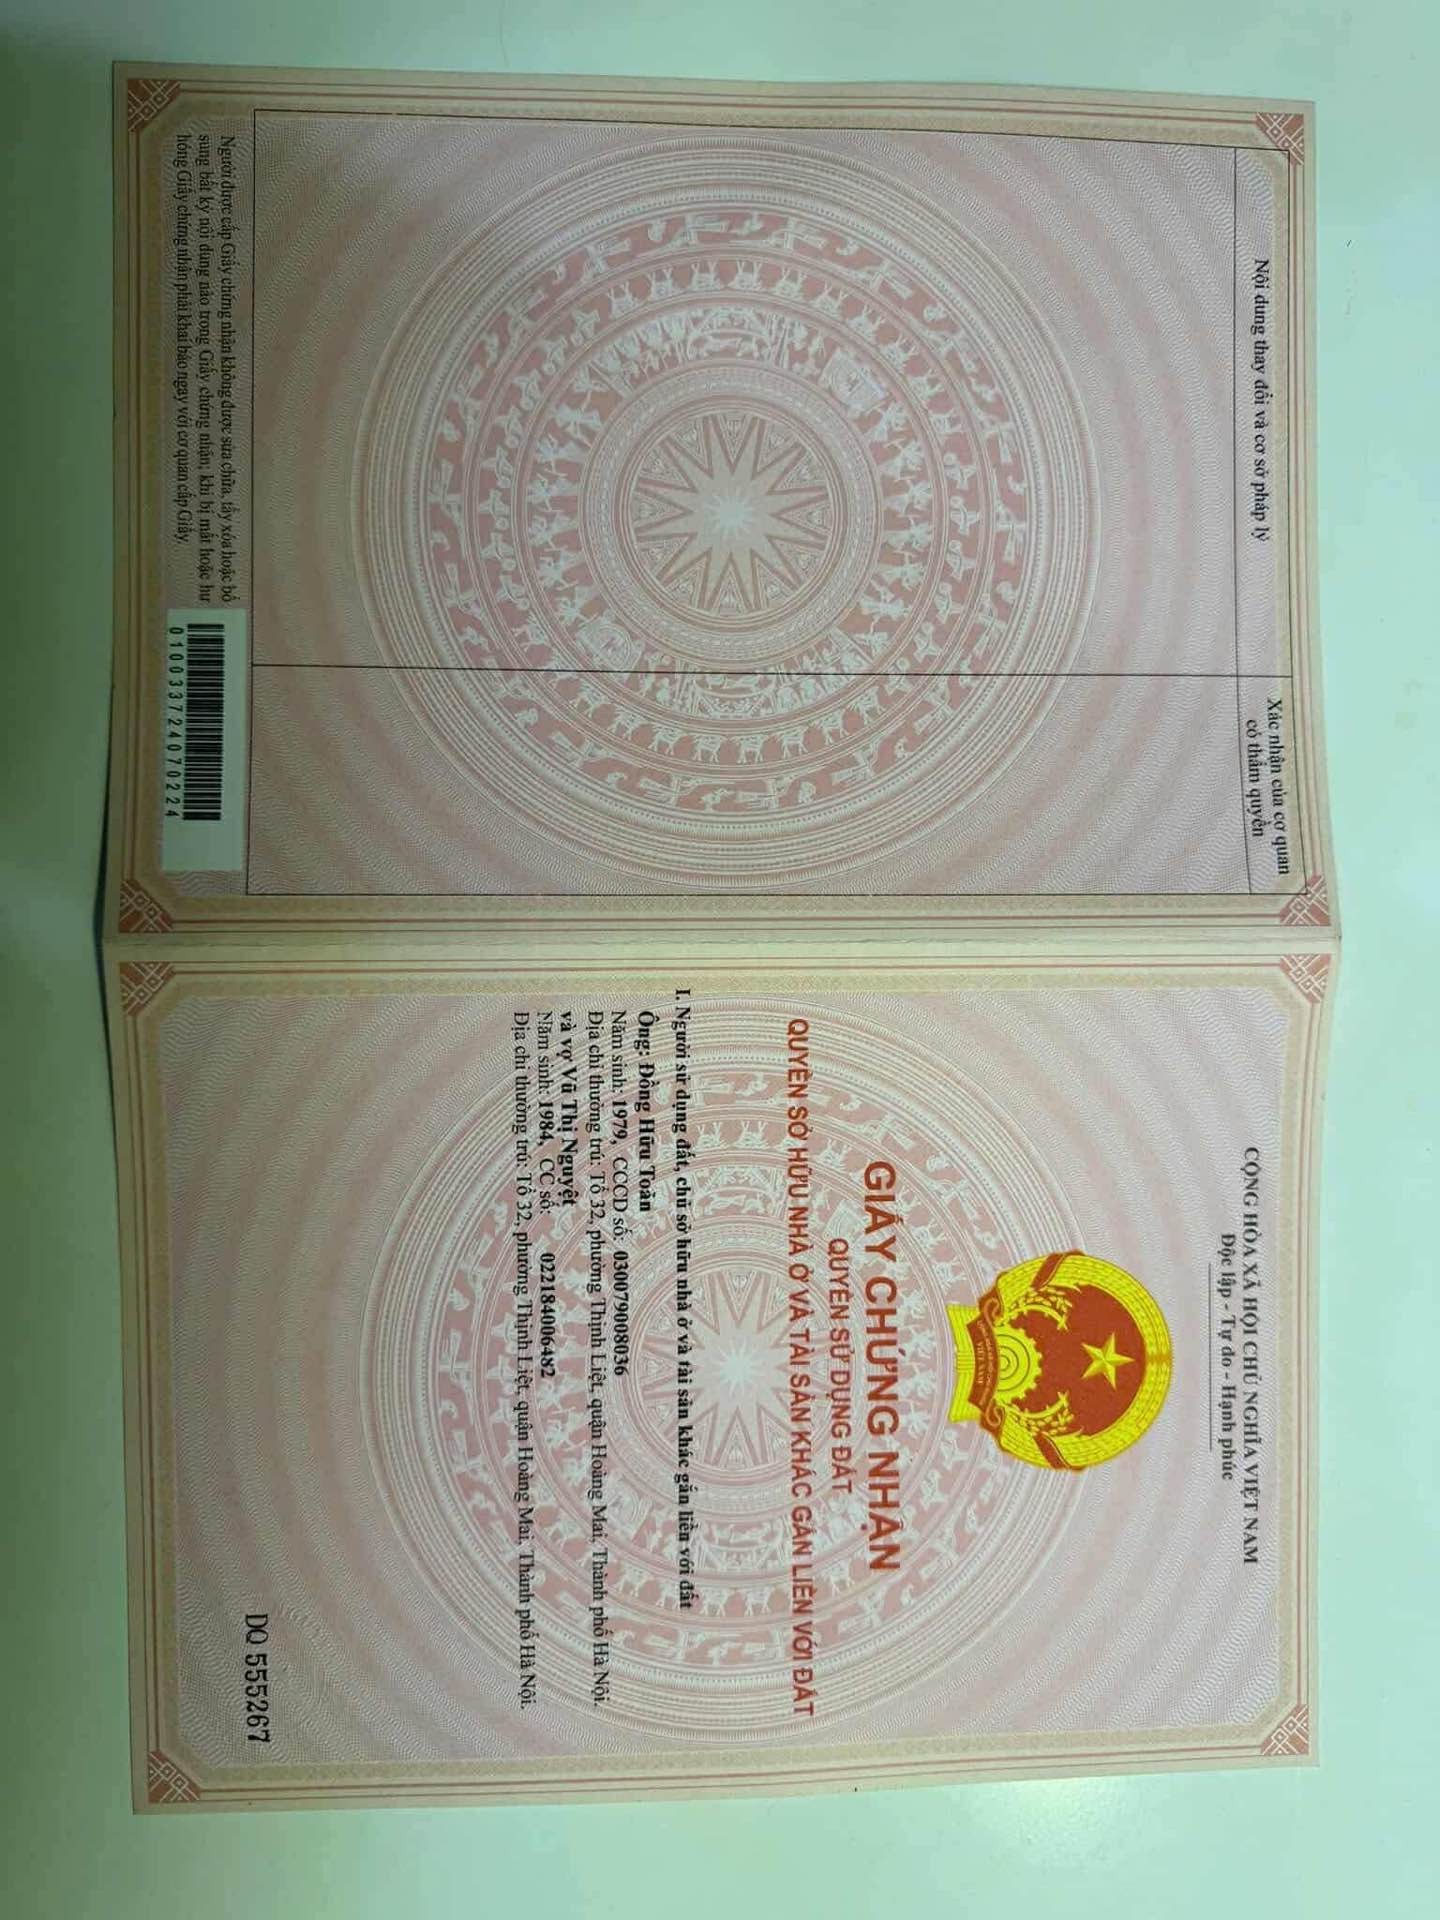 Nội dung thay đổi và cơ sở pháp lý
Xác nhận của cơ quan
có thẩm quyền
Người được cấp Giấy chứng nhận không được sửa chữa, tẩy xóa hoặc bổ
sung bất kỳ nội dung nào trong Giấy chứng nhận; khi bị mất hoặc hư
hỏng Giấy chứng nhận phải khai báo ngay với cơ quan cấp Giấy.
010033724070224
CỘNG HÒA XÃ HỘI CHỦ NGHĨA VIỆT NAM
Độc lập - Tự do - Hạnh phúc
VIỆT NAM
GIẤY CHỨNG NHẬN
QUYỀN SỬ DỤNG ĐẤT
QUYỀN SỞ HỮU NHÀ Ở VÀ TÀI SẢN KHÁC GẮN LIỀN VỚI ĐẤT
I. Người sử dụng đất, chủ sở hữu nhà ở và tài sản khác gắn liền với đất
Ông: Đồng Hữu Toản
Năm sinh: 1979, CCCD số: 030079008036
Địa chỉ thường trú: Tổ 32, phường Thịnh Liệt, quận Hoàng Mai, Thành phố Hà Nội.
và vợ Vũ Thị Nguyệt
Năm sinh: 1984, CC số: 022184006482
Địa chỉ thường trú: Tổ 32, phường Thịnh Liệt, quận Hoàng Mai, Thành phố Hà Nội.
DQ 555267